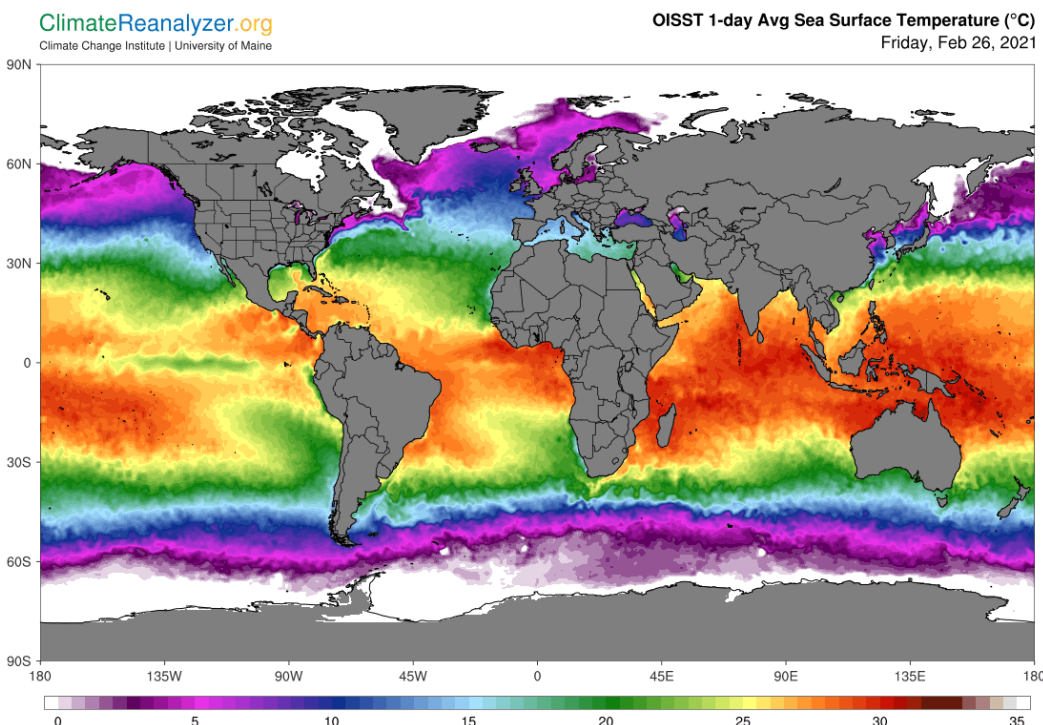 ClimateReanalyzer.org
Climate Change Institute | University of Maine
OISST 1-day Avg Sea Surface Temperature (°C)
Friday, Feb 26, 2021
90N
60N
30N
0
30S
60S
90S
180 135W 90W 45W 0 45E 90E 135E 180
0 5 10 15 20 25 30 35